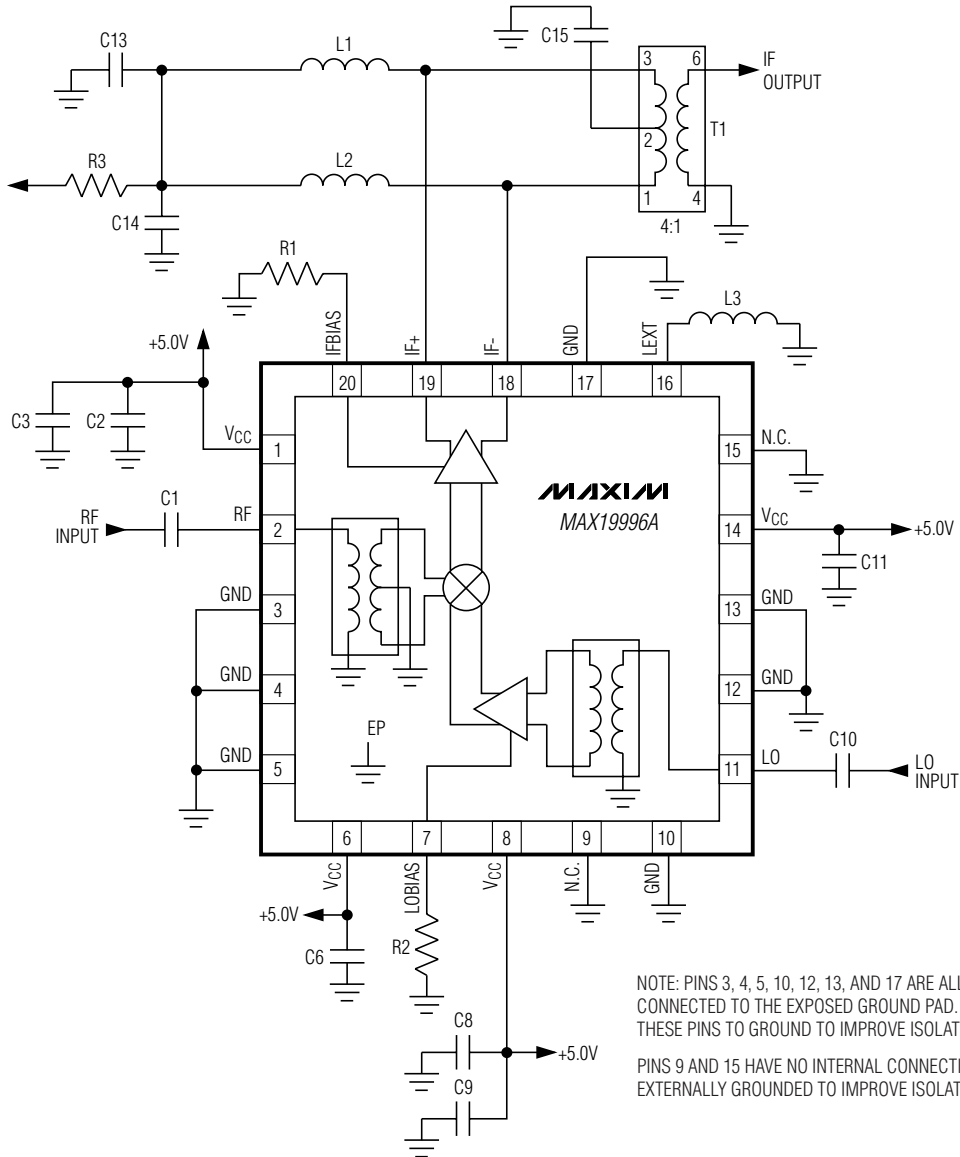 C13
L1
C15
3
6
IF
OUTPUT
2
T1
R3
L2
C14
1
4
4:1
R1
L3
+5.0V
IFBIAS
IF+
IF-
GND
LEXT
20
19
18
17
16
C3
C2
VCC
1
15
N.C.
MAXIM
MAX19996A
C1
RF
INPUT
RF
2
14
VCC
+5.0V
C11
GND
3
13
GND
GND
4
12
GND
EP
C10
GND
5
11
LO
LO
INPUT
6
7
8
9
10
VCC
LOBIAS
VCC
N.C.
GND
+5.0V
C6
R2
C8
+5.0V
C9
NOTE: PINS 3, 4, 5, 10, 12, 13, AND 17 ARE ALL
CONNECTED TO THE EXPOSED GROUND PAD.
THESE PINS TO GROUND TO IMPROVE ISOLAT
PINS 9 AND 15 HAVE NO INTERNAL CONNECTI
EXTERNALLY GROUNDED TO IMPROVE ISOLAT